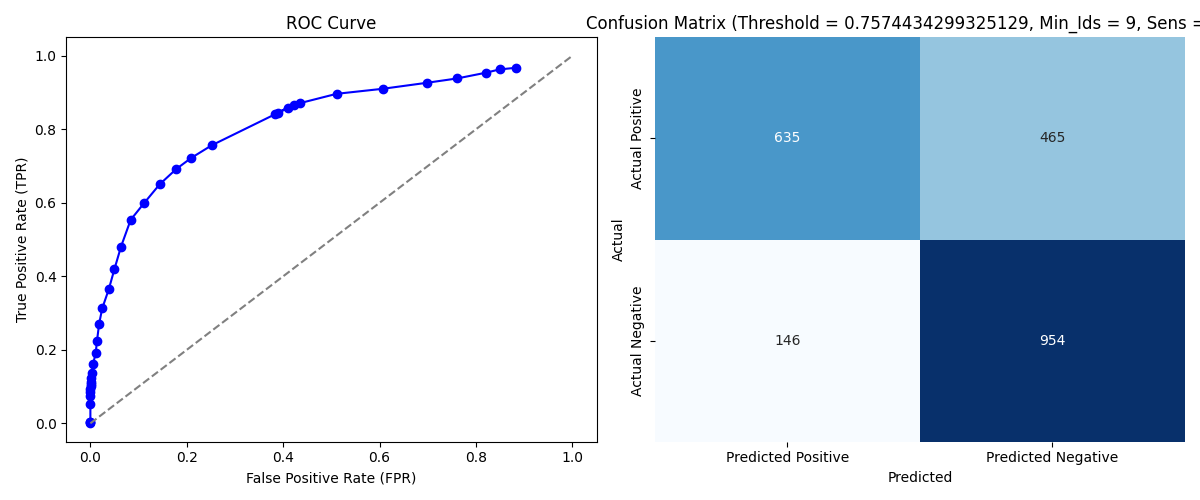 ROC Curve
True Positive Rate (TPR)
1.0
0.8
0.6
0.4
0.2
0.0
0.0 0.2 0.4 0.6 0.8 1.0
False Positive Rate (FPR)
Confusion Matrix (Threshold = 0.7574434299325129, Min_Ids = 9, Sens =
Actual
Actual Positive
635 465
Actual Negative
146 954
Predicted Positive Predicted Negative
Predicted